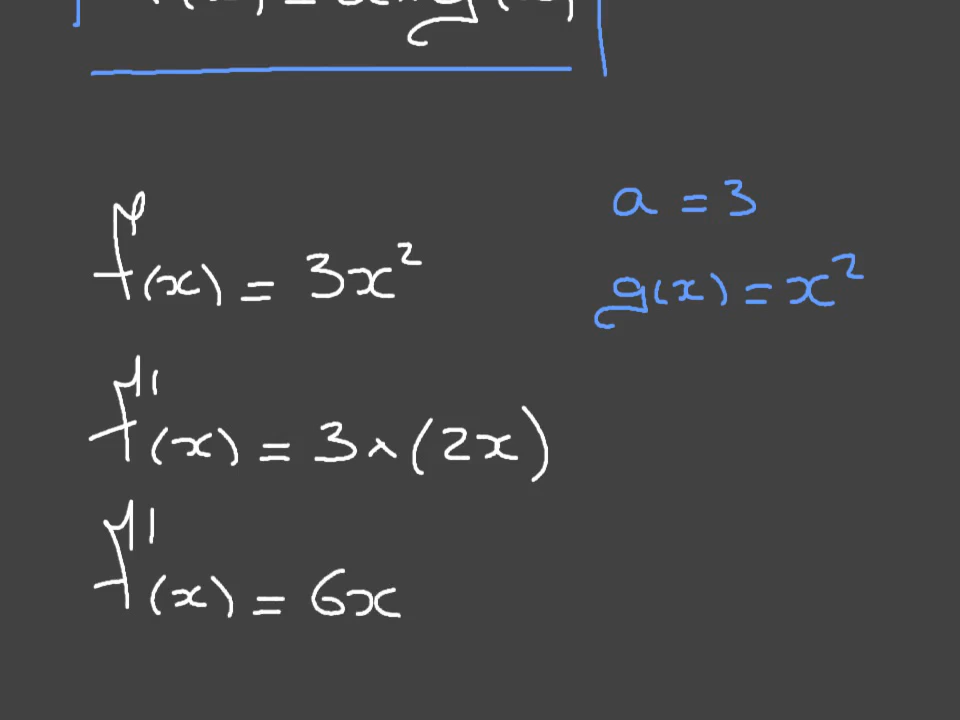 f(x) = 3x²
a = 3
g(x) = x²
f'(x) = 3×(2x)
f'(x) = 6x